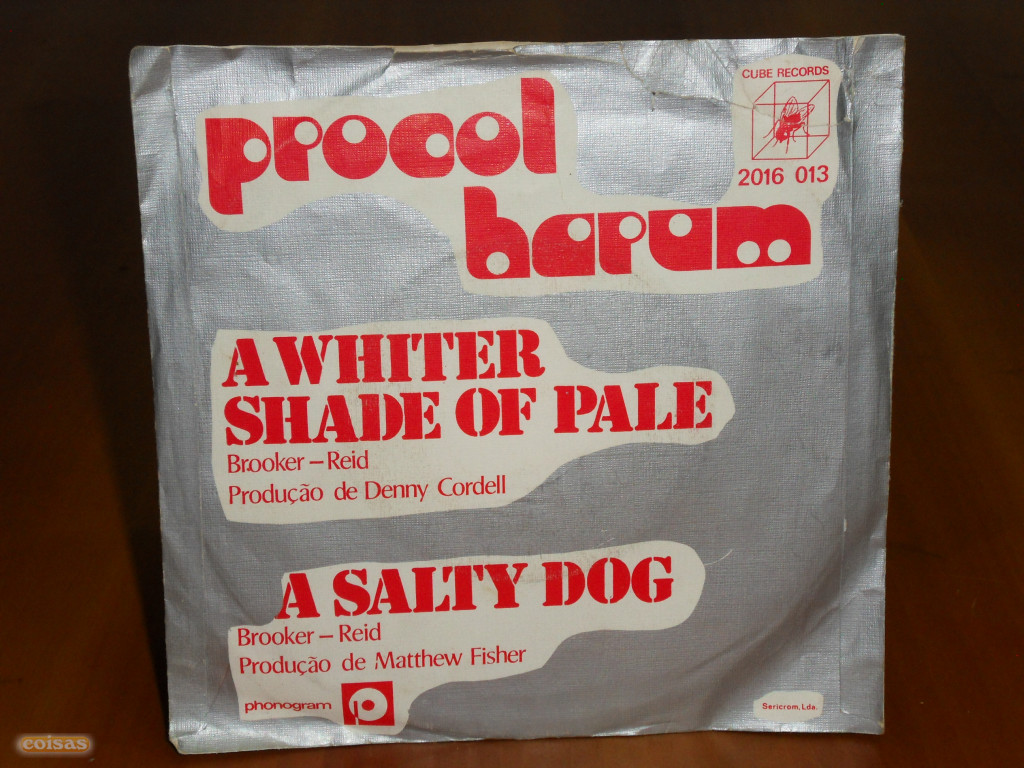 CUBE RECORDS
2016 013
procol
harum
A WHITER
SHADE OF PALE
Brooker – Reid
Produção de Denny Cordell
A SALTY DOG
Brooker – Reid
Produção de Matthew Fisher
phonogram
Sericrom, Lda.
coisas